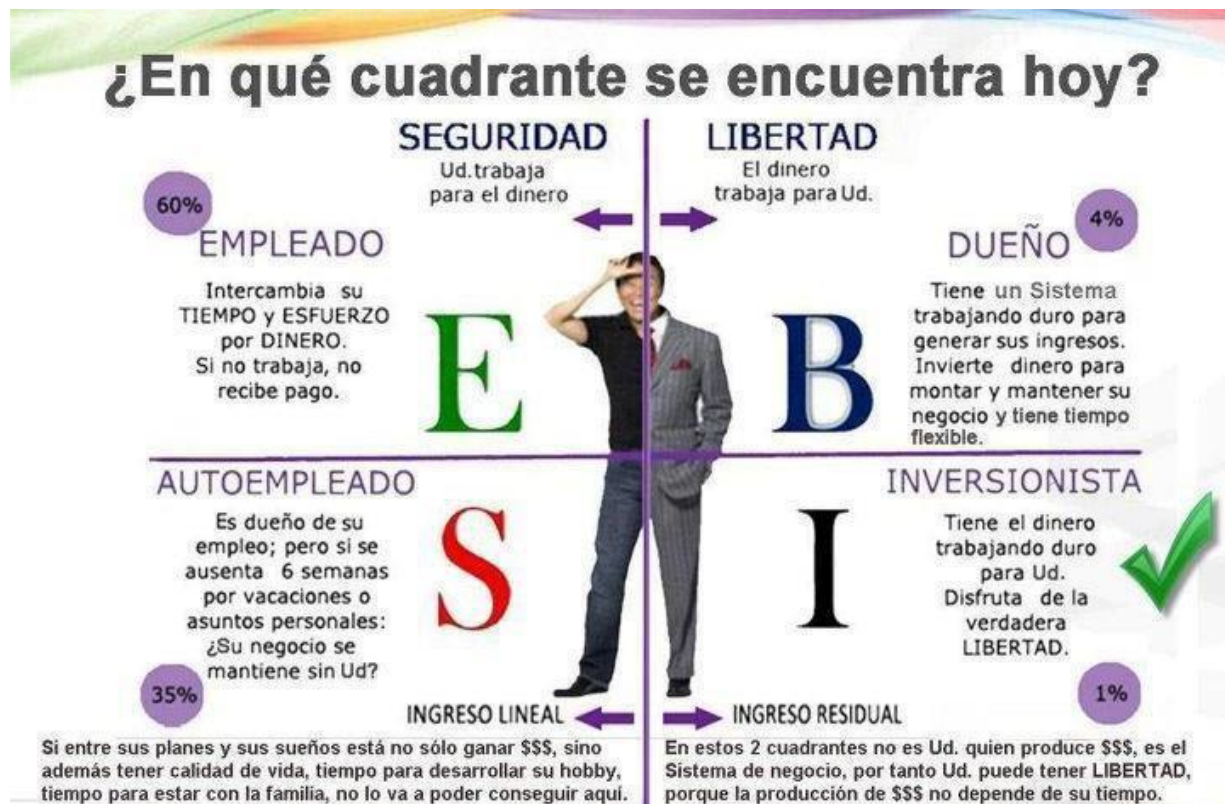 ¿En qué cuadrante se encuentra hoy?
SEGURIDAD
Ud.trabaja
para el dinero
LIBERTAD
El dinero
trabaja para Ud.
60%
EMPLEADO
Intercambia su
TIEMPO y ESFUERZO
por DINERO.
Si no trabaja, no
recibe pago.
E
4%
DUEÑO
Tiene un Sistema
trabajando duro para
generar sus ingresos.
Invierte dinero para
montar y mantener su
negocio y tiene tiempo
flexible.
B
AUTOEMPLEADO
Es dueño de su
empleo; pero si se
ausenta 6 semanas
por vacaciones o
asuntos personales:
¿Su negocio se
mantiene sin Ud?
35%
S
INVERSIONISTA
Tiene el dinero
trabajando duro
para Ud.
Disfruta de la
verdadera
LIBERTAD.
1%
I
INGRESO LINEAL
INGRESO RESIDUAL
Si entre sus planes y sus sueños está no sólo ganar $$$, sino
además tener calidad de vida, tiempo para desarrollar su hobby,
tiempo para estar con la familia, no lo va a poder conseguir aquí.
En estos 2 cuadrantes no es Ud. quien produce $$$, es el
Sistema de negocio, por tanto Ud. puede tener LIBERTAD,
porque la producción de $$$ no depende de su tiempo.